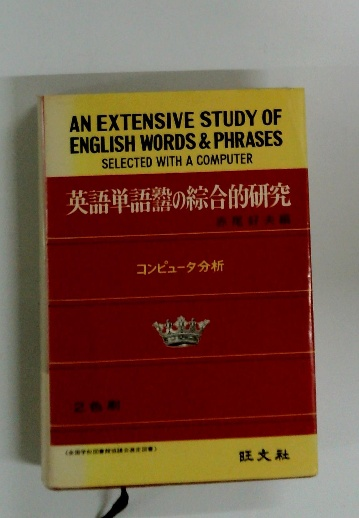 AN EXTENSIVE STUDY OF
ENGLISH WORDS & PHRASES
SELECTED WITH A COMPUTER
英語単語熟語の綜合的研究
コンピュータ分析
旺文社